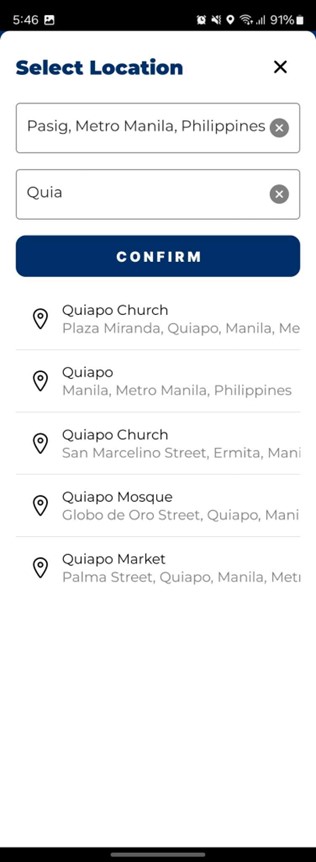 5:46
91%
Select Location
Pasig, Metro Manila, Philippines
Quia
CONFIRM
Quiapo Church
Plaza Miranda, Quiapo, Manila, Me
Quiapo
Manila, Metro Manila, Philippines
Quiapo Church
San Marcelino Street, Ermita, Mani
Quiapo Mosque
Globo de Oro Street, Quiapo, Mani
Quiapo Market
Palma Street, Quiapo, Manila, Met